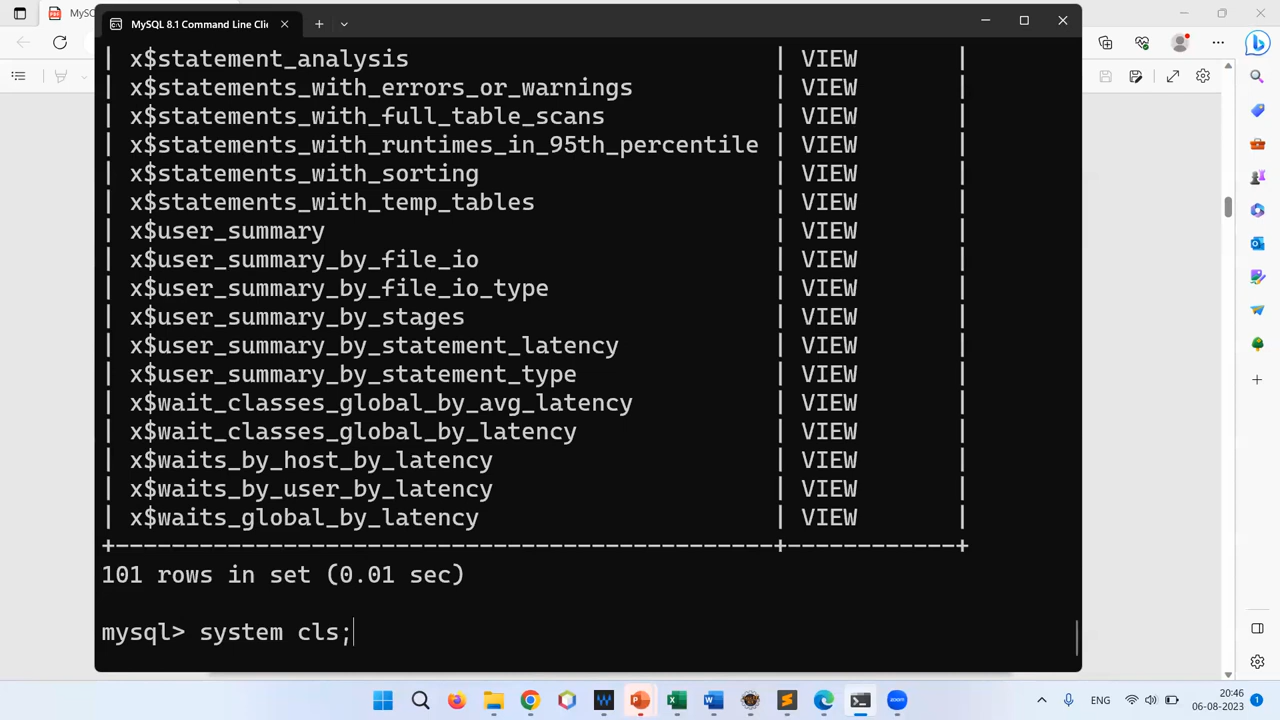 MyS
MySQL 8.1 Command Line Clie
| x$statement_analysis | VIEW |
| x$statements_with_errors_or_warnings | VIEW |
| x$statements_with_full_table_scans | VIEW |
| x$statements_with_runtimes_in_95th_percentile | VIEW |
| x$statements_with_sorting | VIEW |
| x$statements_with_temp_tables | VIEW |
| x$user_summary | VIEW |
| x$user_summary_by_file_io | VIEW |
| x$user_summary_by_file_io_type | VIEW |
| x$user_summary_by_stages | VIEW |
| x$user_summary_by_statement_latency | VIEW |
| x$user_summary_by_statement_type | VIEW |
| x$wait_classes_global_by_avg_latency | VIEW |
| x$wait_classes_global_by_latency | VIEW |
| x$waits_by_host_by_latency | VIEW |
| x$waits_by_user_by_latency | VIEW |
| x$waits_global_by_latency | VIEW |
+-----------------------------------------------+------------+
101 rows in set (0.01 sec)
mysql> system cls;
ENG
20:46
06-08-2023